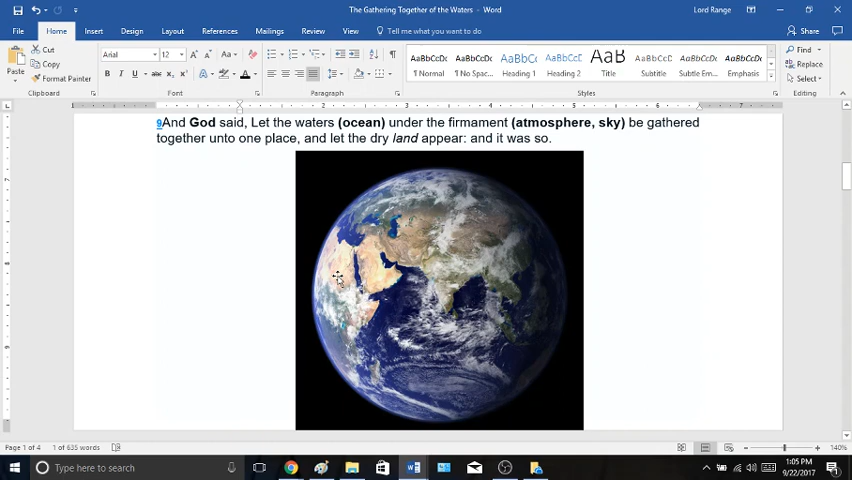 The Gathering Together of the Waters - Word
Lord Range
File Home Insert Design Layout References Mailings Review View Tell me what you want to do Share
Paste
Cut
Copy
Format Painter
Clipboard
Arial 12
Font
Paragraph
AaBbCcDc AaBbCcDc AaBbCc AaBbCcC AaBb AaBbCcD AaBbCcDc AaBbCcDc
¶ Normal ¶ No Spac... Heading 1 Heading 2 Title Subtitle Subtle Em... Emphasis
Styles
Find
Replace
Select
Editing
9And God said, Let the waters (ocean) under the firmament (atmosphere, sky) be gathered
together unto one place, and let the dry land appear: and it was so.
Page 1 of 4 1 of 635 words
140%
Type here to search
1:05 PM
9/22/2017